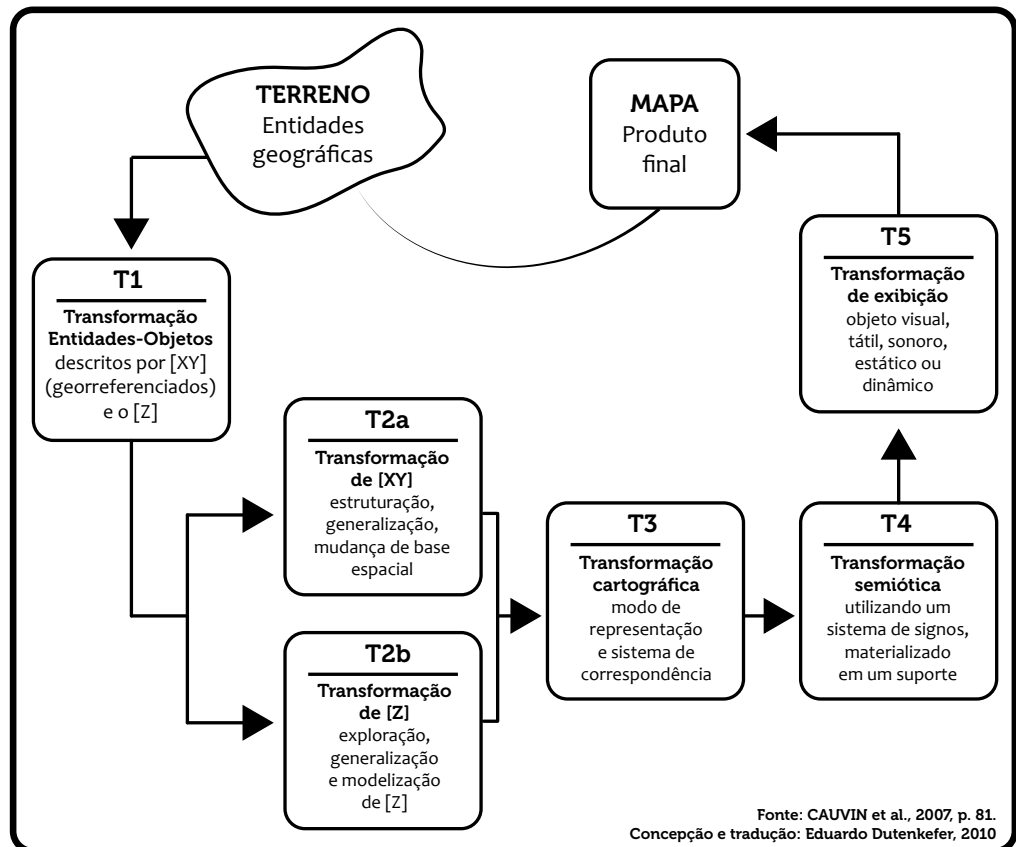 TERRENO
Entidades
geográficas
MAPA
Produto
final
T1
Transformação
Entidades-Objetos
descritos por [XY]
(georreferenciados)
e o [Z]
T2a
Transformação
de [XY]
estruturação,
generalização,
mudança de base
espacial
T2b
Transformação
de [Z]
exploração,
generalização
e modelização
de [Z]
T3
Transformação
cartográfica
modo de
representação
e sistema de
correspondência
T4
Transformação
semiótica
utilizando um
sistema de signos,
materializado
em um suporte
T5
Transformação
de exibição
objeto visual,
tátil, sonoro,
estático ou
dinâmico
Fonte: CAUVIN et al., 2007, p. 81.
Concepção e tradução: Eduardo Dutenkefer, 2010